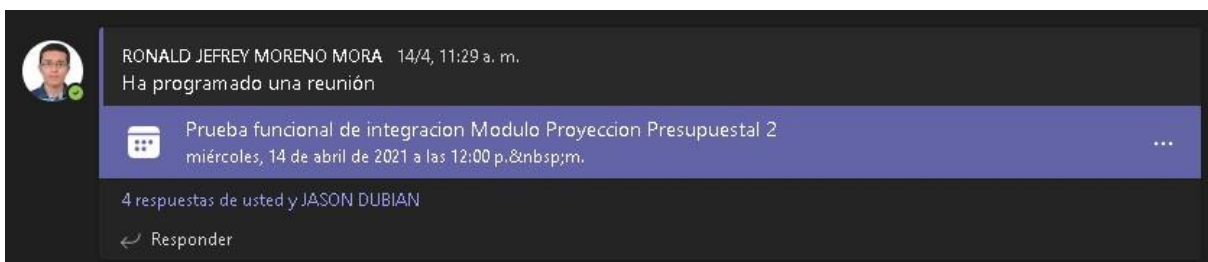 RONALD JEFREY MORENO MORA 14/4, 11:29 a. m.
Ha programado una reunión
Prueba funcional de integracion Modulo Proyeccion Presupuestal 2
miércoles, 14 de abril de 2021 a las 12:00 p.&nbsp;m.
4 respuestas de usted y JASON DUBIAN
Responder